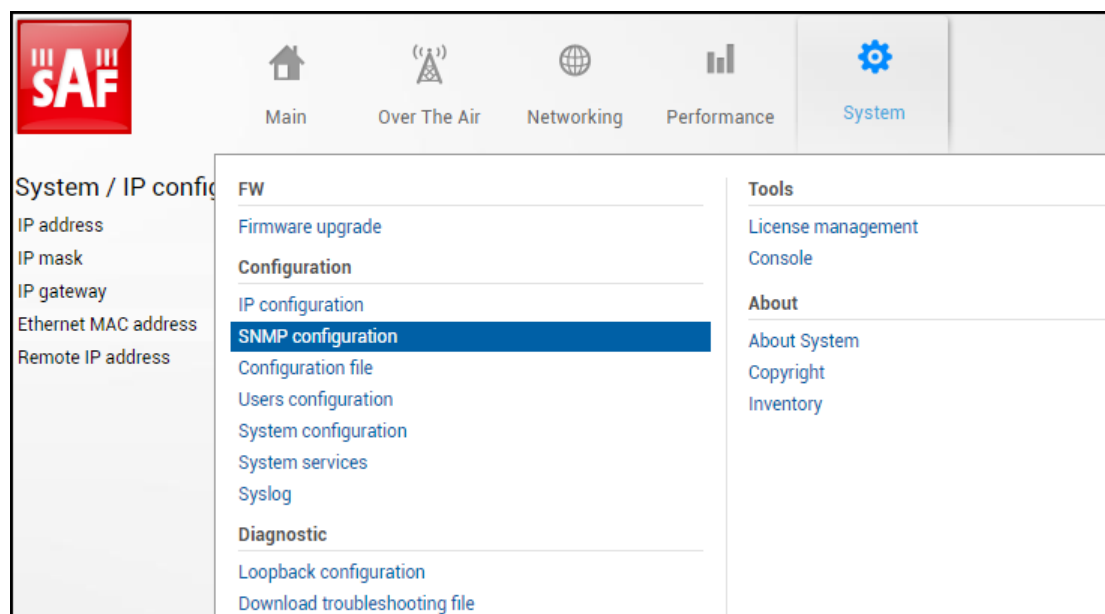 SAF
Main
Over The Air
Networking
Performance
System
System / IP config
IP address
IP mask
IP gateway
Ethernet MAC address
Remote IP address
FW
Firmware upgrade
Configuration
IP configuration
SNMP configuration
Configuration file
Users configuration
System configuration
System services
Syslog
Diagnostic
Loopback configuration
Download troubleshooting file
Tools
License management
Console
About
About System
Copyright
Inventory